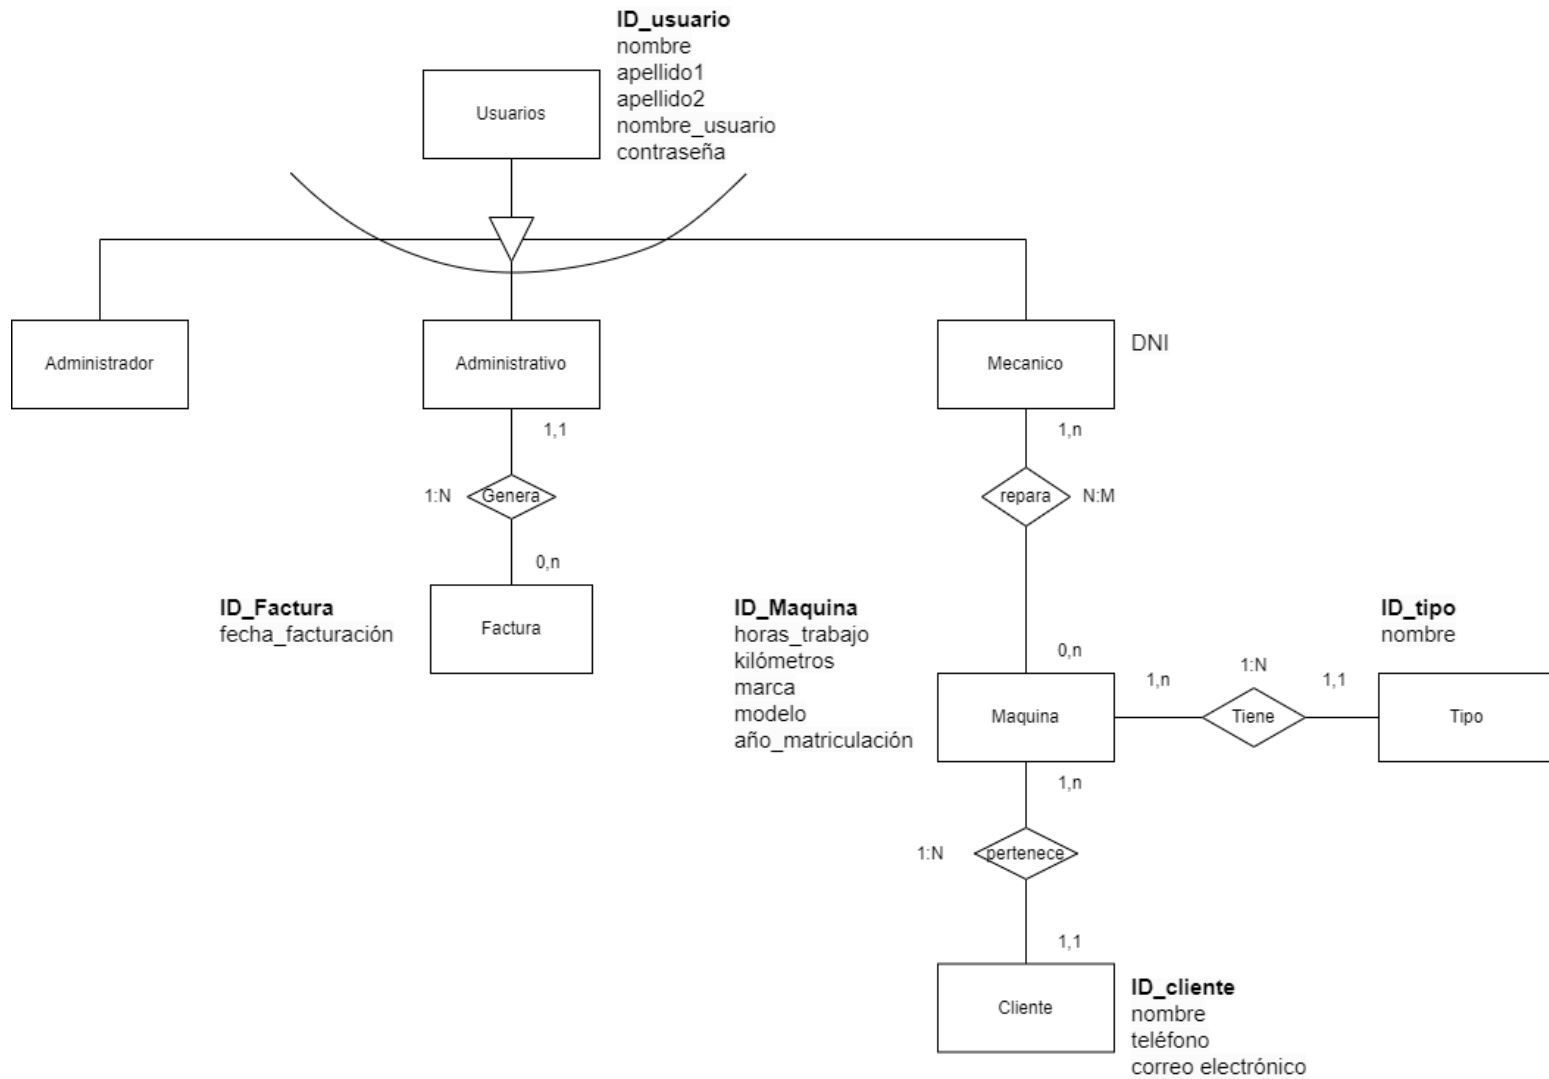 ID_usuario
nombre
apellido1
apellido2
nombre_usuario
contraseña
Usuarios
Administrador
Administrativo
Mecanico
DNI
1,1
1,n
1:N
Genera
repara
N:M
0,n
ID_Factura
fecha_facturación
Factura
ID_Maquina
horas_trabajo
kilómetros
marca
modelo
año_matriculación
0,n
ID_tipo
nombre
Maquina
1,n
1:N
Tiene
1,1
Tipo
1,n
1:N
pertenece
1,1
Cliente
ID_cliente
nombre
teléfono
correo electrónico